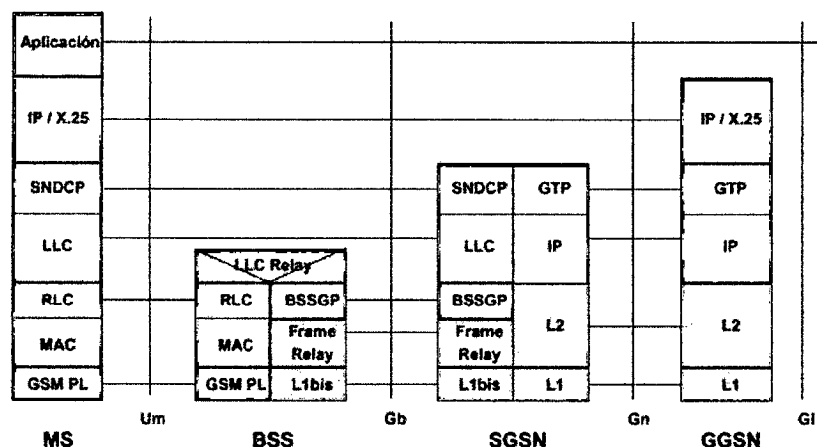 Aplicación
IP / X.25
IP / X.25
SNDCP
SNDCP
GTP
GTP
LLC
LLC
IP
IP
LLC Relay
RLC
RLC
BSSGP
BSSGP
L2
L2
MAC
MAC
Frame
Relay
Frame
Relay
GSM PL
GSM PL
L1bis
L1bis
L1
L1
Um
Gb
Gn
GI
MS
BSS
SGSN
GGSN